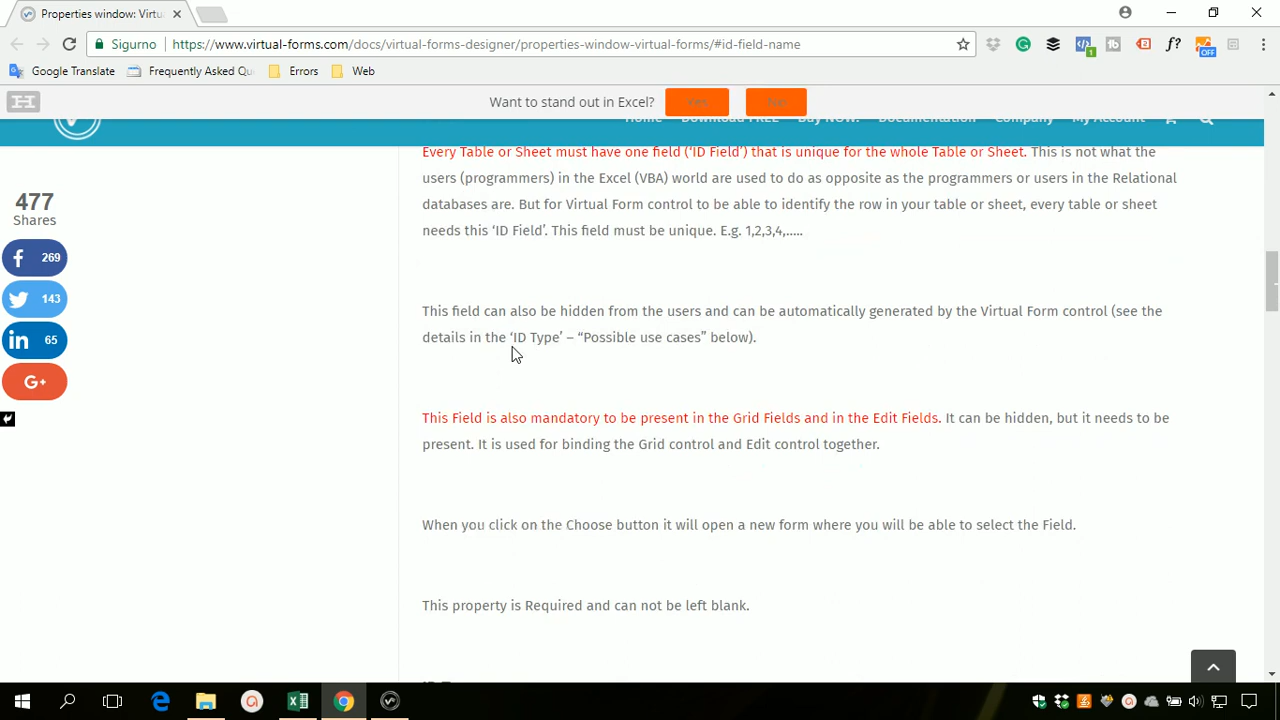 Properties window: Virtu
Sigurno
https://www.virtual-forms.com/docs/virtual-forms-designer/properties-window-virtual-forms/#id-field-name
Google Translate
Frequently Asked Qu
Errors
Web
Want to stand out in Excel?
Home
Download FREE
Buy NOW!
Documentation
Company
My Account
Every Table or Sheet must have one field (‘ID Field’) that is unique for the whole Table or Sheet. This is not what the
users (programmers) in the Excel (VBA) world are used to do as opposite as the programmers or users in the Relational
databases are. But for Virtual Form control to be able to identify the row in your table or sheet, every table or sheet
needs this ‘ID Field’. This field must be unique. E.g. 1,2,3,4,…..
477
Shares
269
143
65
G+
This field can also be hidden from the users and can be automatically generated by the Virtual Form control (see the
details in the ‘ID Type’ – “Possible use cases” below).
This Field is also mandatory to be present in the Grid Fields and in the Edit Fields. It can be hidden, but it needs to be
present. It is used for binding the Grid control and Edit control together.
When you click on the Choose button it will open a new form where you will be able to select the Field.
This property is Required and can not be left blank.